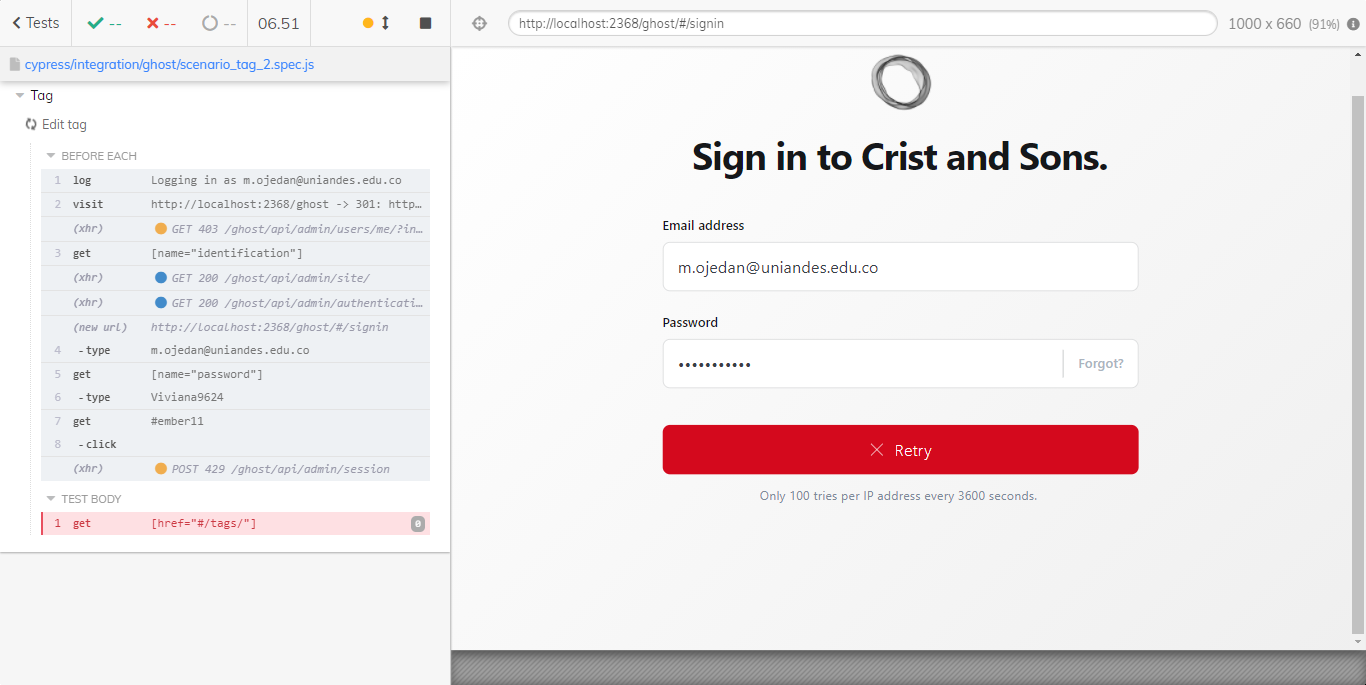 Tests -- -- -- 06.51
cypress/integration/ghost/scenario_tag_2.spec.js
Tag
Edit tag
BEFORE EACH
1 log Logging in as m.ojedan@uniandes.edu.co
2 visit http://localhost:2368/ghost -> 301: http…
(xhr) GET 403 /ghost/api/admin/users/me/?in…
3 get [name="identification"]
(xhr) GET 200 /ghost/api/admin/site/
(xhr) GET 200 /ghost/api/admin/authenticati…
(new url) http://localhost:2368/ghost/#/signin
4 -type m.ojedan@uniandes.edu.co
5 get [name="password"]
6 -type Viviana9624
7 get #ember11
8 -click
(xhr) POST 429 /ghost/api/admin/session
TEST BODY
1 get [href="#/tags/"] 0
http://localhost:2368/ghost/#/signin 1000 x 660 (91%)
Sign in to Crist and Sons.
Email address
m.ojedan@uniandes.edu.co
Password
••••••••••• Forgot?
Retry
Only 100 tries per IP address every 3600 seconds.